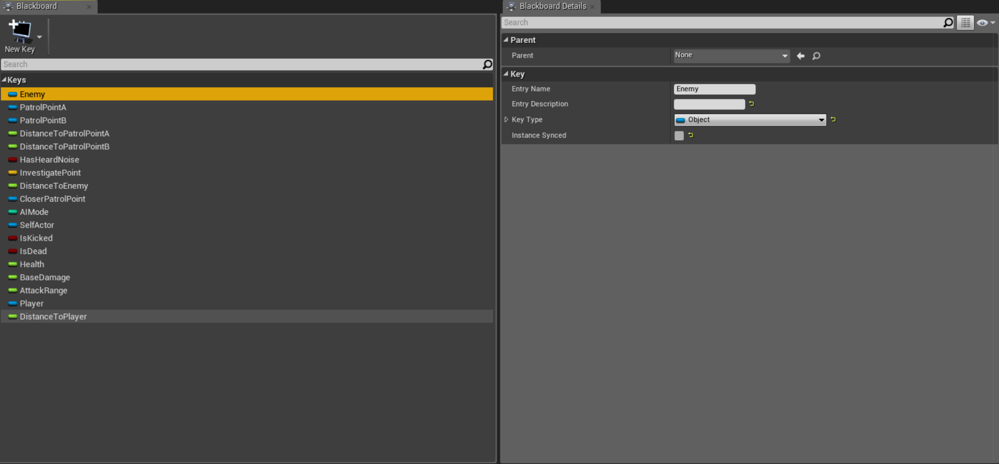 Blackboard
New Key
Search
Keys
Enemy
PatrolPointA
PatrolPointB
DistanceToPatrolPointA
DistanceToPatrolPointB
HasHeardNoise
InvestigatePoint
DistanceToEnemy
CloserPatrolPoint
AIMode
SelfActor
IsKicked
IsDead
Health
BaseDamage
AttackRange
Player
DistanceToPlayer
Blackboard Details
Search
Parent
Parent None
Key
Entry Name Enemy
Entry Description
Key Type Object
Instance Synced